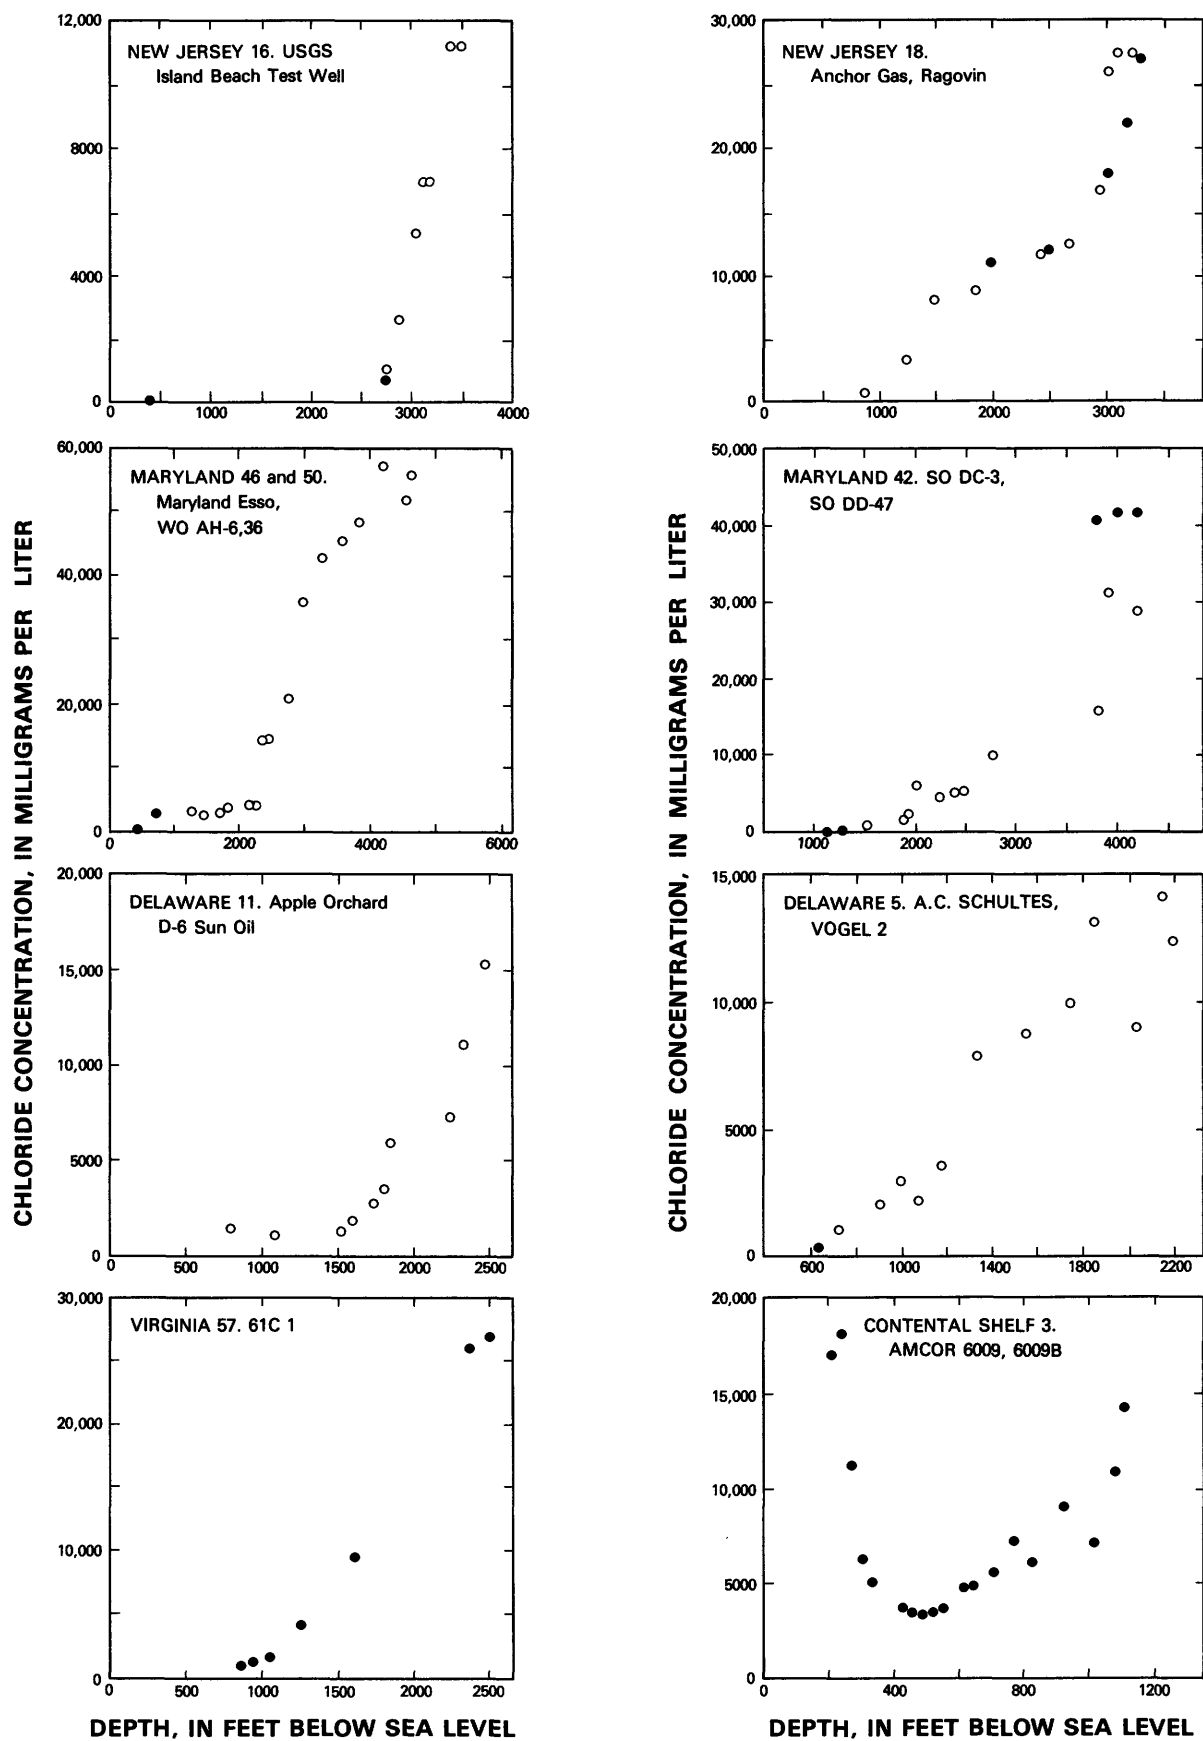 CHLORIDE CONCENTRATION, IN MILLIGRAMS PER LITER
NEW JERSEY 16. USGS
Island Beach Test Well
12,000
8000
4000
0
0 1000 2000 3000 4000
MARYLAND 46 and 50.
Maryland Esso,
WO AH-6,36
60,000
40,000
20,000
0
0 2000 4000 6000
DELAWARE 11. Apple Orchard
D-6 Sun Oil
20,000
15,000
10,000
5000
0
0 500 1000 1500 2000 2500
VIRGINIA 57. 61C 1
30,000
20,000
10,000
0
0 500 1000 1500 2000 2500
DEPTH, IN FEET BELOW SEA LEVEL
CHLORIDE CONCENTRATION, IN MILLIGRAMS PER LITER
NEW JERSEY 18.
Anchor Gas, Ragovin
30,000
20,000
10,000
0
0 1000 2000 3000
MARYLAND 42. SO DC-3,
SO DD-47
50,000
40,000
30,000
20,000
10,000
0
1000 2000 3000 4000
DELAWARE 5. A.C. SCHULTES,
VOGEL 2
15,000
10,000
5000
0
600 1000 1400 1800 2200
CONTENTAL SHELF 3.
AMCOR 6009, 6009B
20,000
15,000
10,000
5000
0
0 400 800 1200
DEPTH, IN FEET BELOW SEA LEVEL